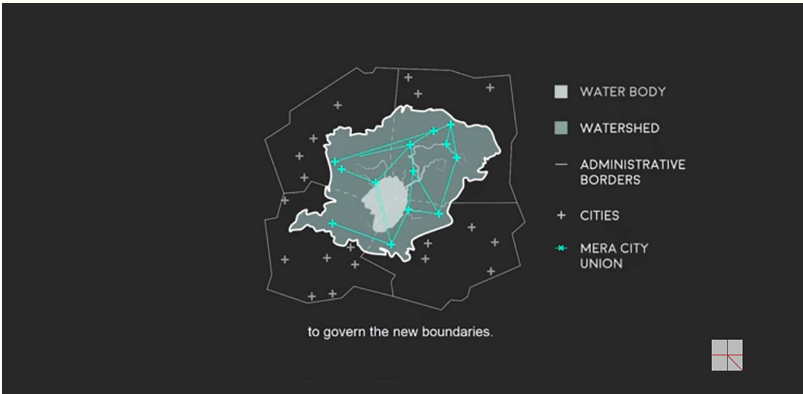 WATER BODY
WATERSHED
ADMINISTRATIVE
BORDERS
CITIES
MERA CITY
UNION
to govern the new boundaries.